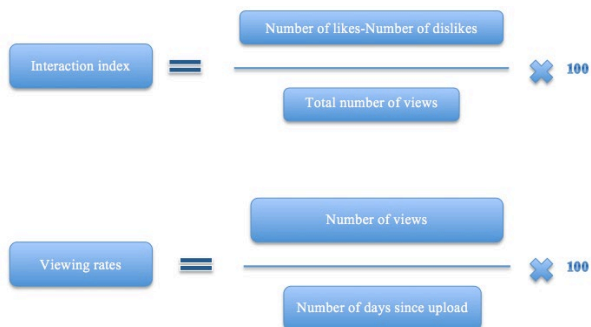 Number of likes-Number of dislikes
Interaction index
100
Total number of views
Number of views
Viewing rates
100
Number of days since upload